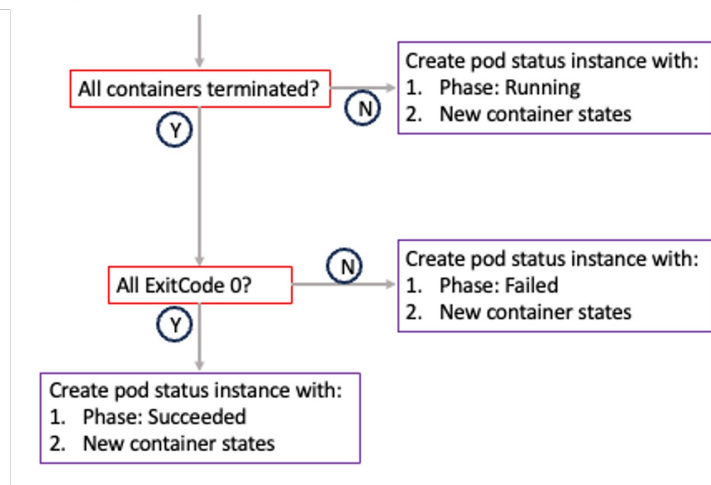 All containers terminated?
N
Create pod status instance with:
1. Phase: Running
2. New container states
Y
All ExitCode 0?
N
Create pod status instance with:
1. Phase: Failed
2. New container states
Y
Create pod status instance with:
1. Phase: Succeeded
2. New container states